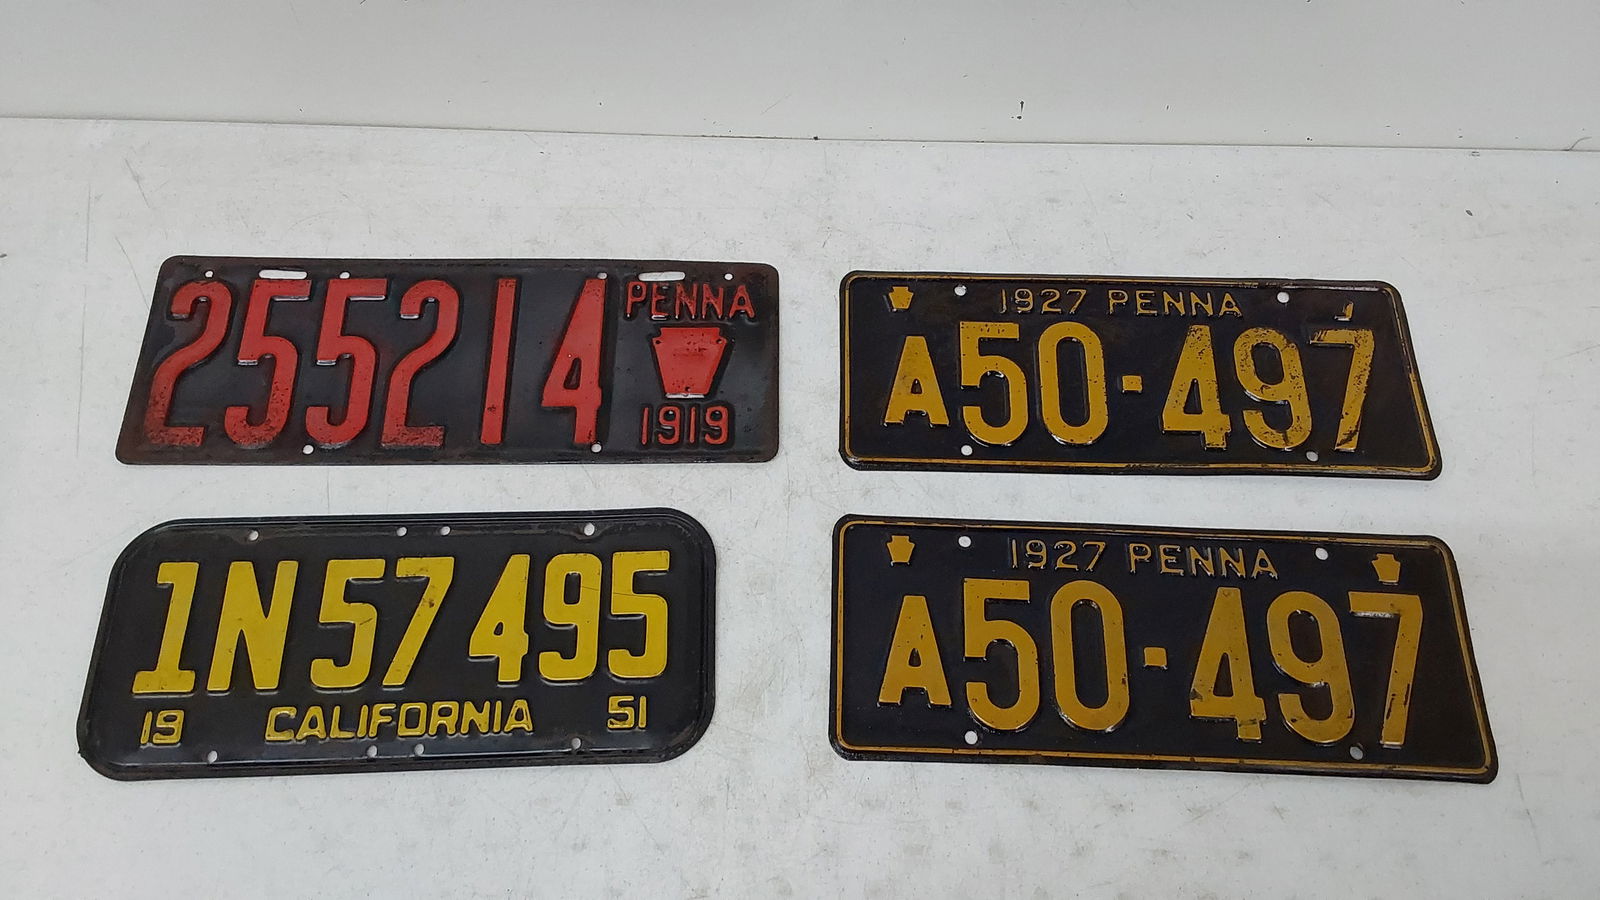 255214 PENNA
1919
1927 PENNA
A50-497
1N57495
19 CALIFORNIA 51
1927 PENNA
A50-497